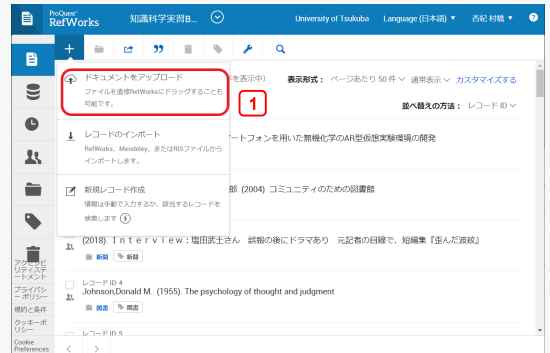 ProQuest®
RefWorks
知識科学実習B...
University of Tsukuba
Language (日本語) ▼
杏紀 村橋 ▼
ドキュメントをアップロード
ファイルを直接RefWorksにドラッグすることも
可能です。
1
を表示中)
表示形式： ページあたり 50 件 通常表示 カスタマイズする
並べ替えの方法： レコード ID
レコードのインポート
RefWorks、Mendeley、またはRISファイルから
インポートします。
ートフォンを用いた無機化学のAR型仮想実験環境の開発
新規レコード作成
情報は手動で入力するか、該当するレコードを
検索します
部. (2004). コミュニティのための図書館
(2018). Ｉｎｔｅｒｖｉｅｗ：塩田武士さん 誤報の後にドラマあり 元記者の目線で、短編集『歪んだ波紋』
新聞 新聞
レコード ID: 4
Johnson,Donald M.. (1955). The psychology of thought and judgment
図書 図書
レコード ID: 5
アクセシビ
リティステ
ートメント
プライバシ
ーポリシー
規約と条件
クッキーポ
リシー
Cookie
Preferences